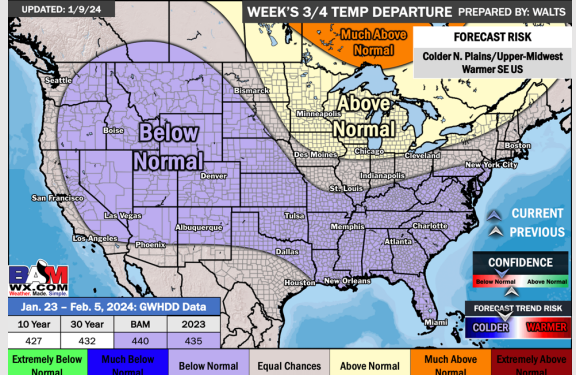 UPDATED: 1/9/24
WEEK'S 3/4 TEMP DEPARTURE PREPARED BY: WALTS
Much Above
Normal
FORECAST RISK
Colder N. Plains/Upper-Midwest
Warmer SE US
Seattle
Bismarck
Minneapolis
Above
Normal
Boise
Below
Normal
Des Moines
Chicago
Cleveland
Boston
New York City
Indianapolis
Denver
St. Louis
San Francisco
Las Vegas
Los Angeles
Albuquerque
Phoenix
Tulsa
Memphis
Charlotte
Atlanta
Dallas
Houston
New Orleans
Miami
CURRENT
PREVIOUS
CONFIDENCE
Below Normal
Above Normal
FORECAST TREND RISK
COLDER
WARMER
BAM
WX.COM
Weather. Made. Simple.
Jan. 23 – Feb. 5, 2024: GWHDD Data
10 Year 30 Year BAM 2023
427 432 440 435
Extremely Below
Normal
Much Below
Normal
Below Normal
Equal Chances
Above Normal
Much Above
Normal
Extremely Above
Normal